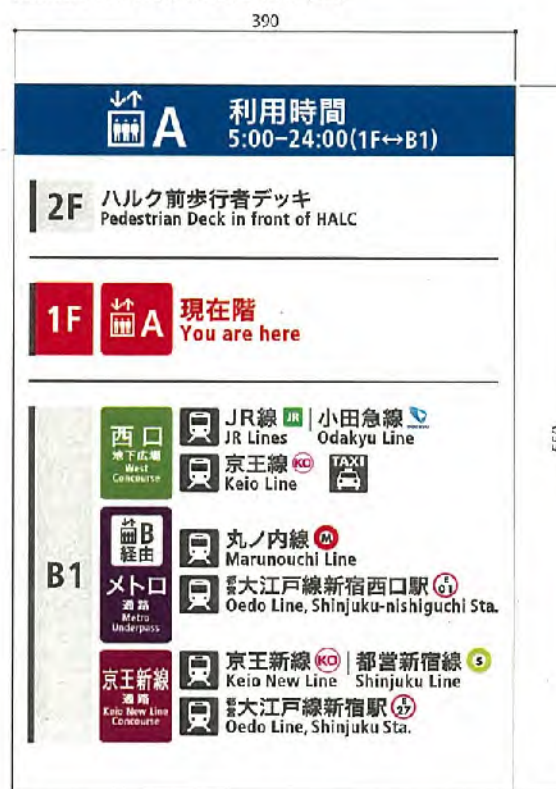 390
A 利用時間
5:00-24:00(1F↔B1)
2F ハルク前歩行者デッキ
Pedestrian Deck in front of HALC
1F A 現在階
You are here
B1
西口
地下広場
West
Concourse
JR線 JR | 小田急線
JR Lines Odakyu Line
京王線 KO TAXI
Keio Line
B
経由
メトロ
通路
Metro
Underpass
丸ノ内線 M
Marunouchi Line
都営大江戸線新宿西口駅 E 01
Oedo Line, Shinjuku-nishiguchi Sta.
京王新線
通路
Keio New Line
Concourse
京王新線 KO | 都営新宿線 S
Keio New Line Shinjuku Line
都営大江戸線新宿駅 E 27
Oedo Line, Shinjuku Sta.